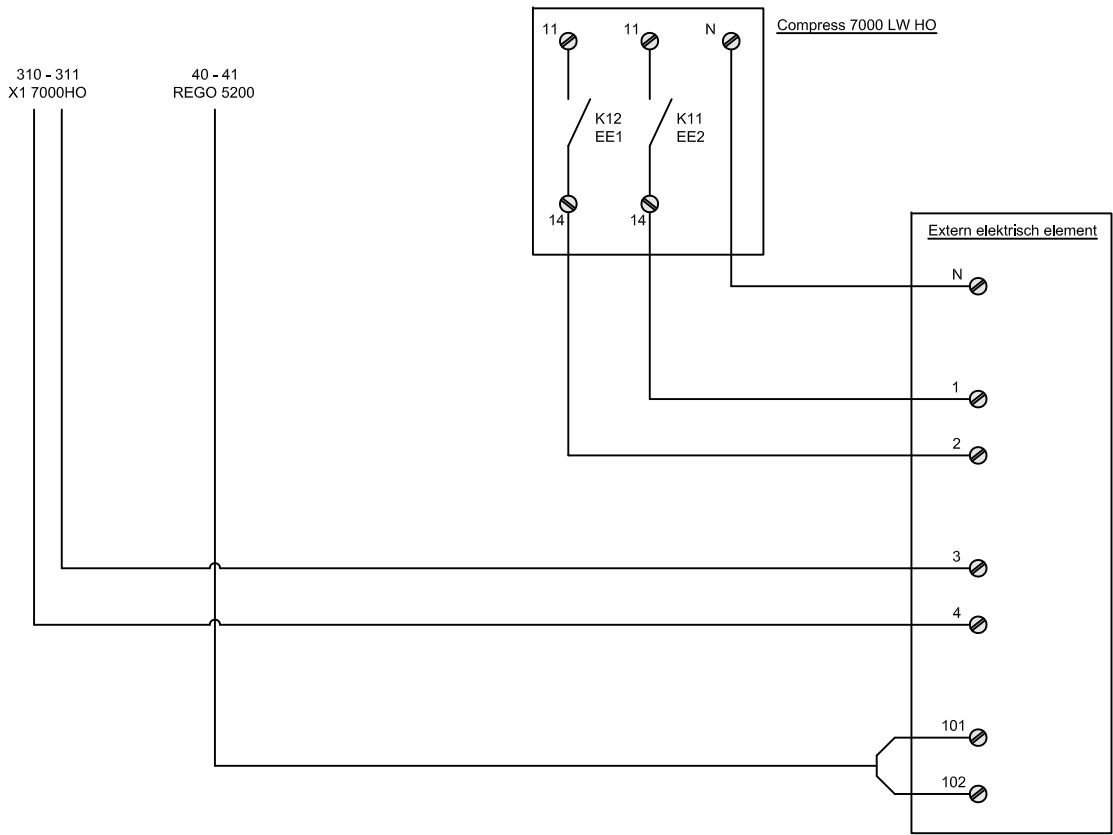 Compress 7000 LW HO
11
11
N
310 - 311
X1 7000HO
40 - 41
REGO 5200
K12
EE1
K11
EE2
14
14
Extern elektrisch element
N
1
2
3
4
101
102